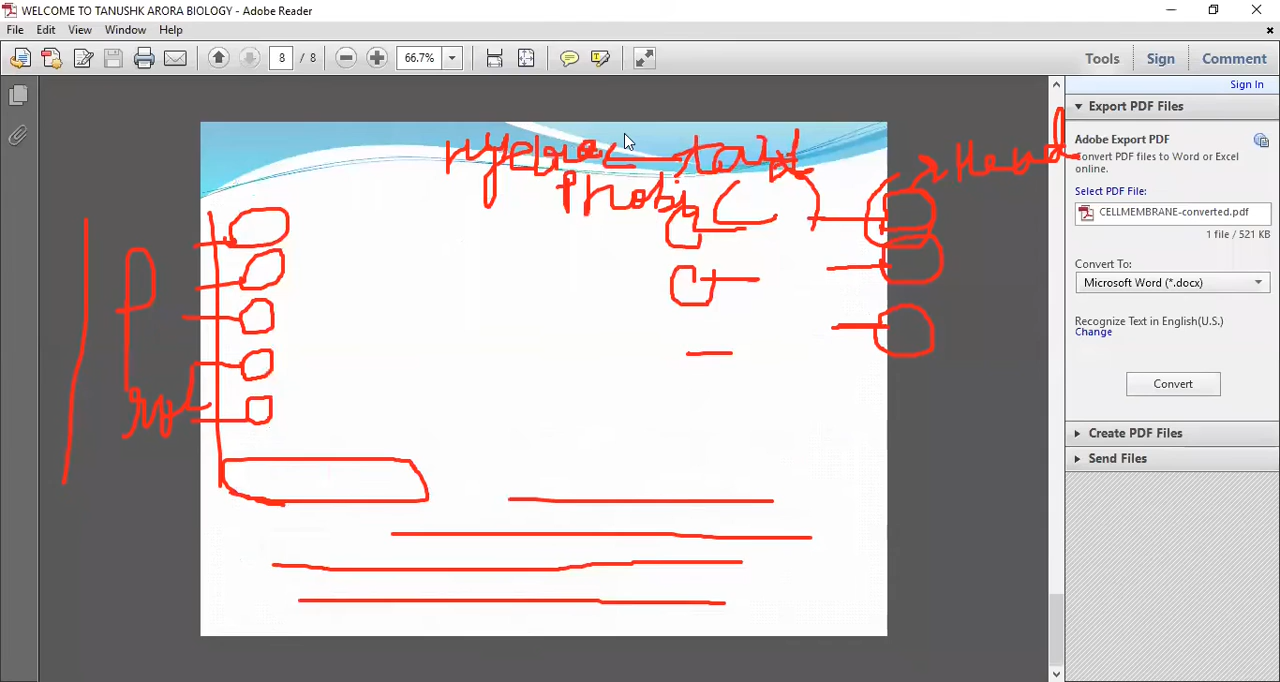 WELCOME TO TANUSHK ARORA BIOLOGY - Adobe Reader
File Edit View Window Help
8 / 8 66.7% Tools Sign Comment
Sign In
Export PDF Files
Adobe Export PDF
Convert PDF files to Word or Excel
online.
Select PDF File:
CELLMEMBRANE-converted.pdf
1 file / 521 KB
Convert To:
Microsoft Word (*.docx)
Recognize Text in English(U.S.)
Change
Convert
Create PDF Files
Send Files
Head